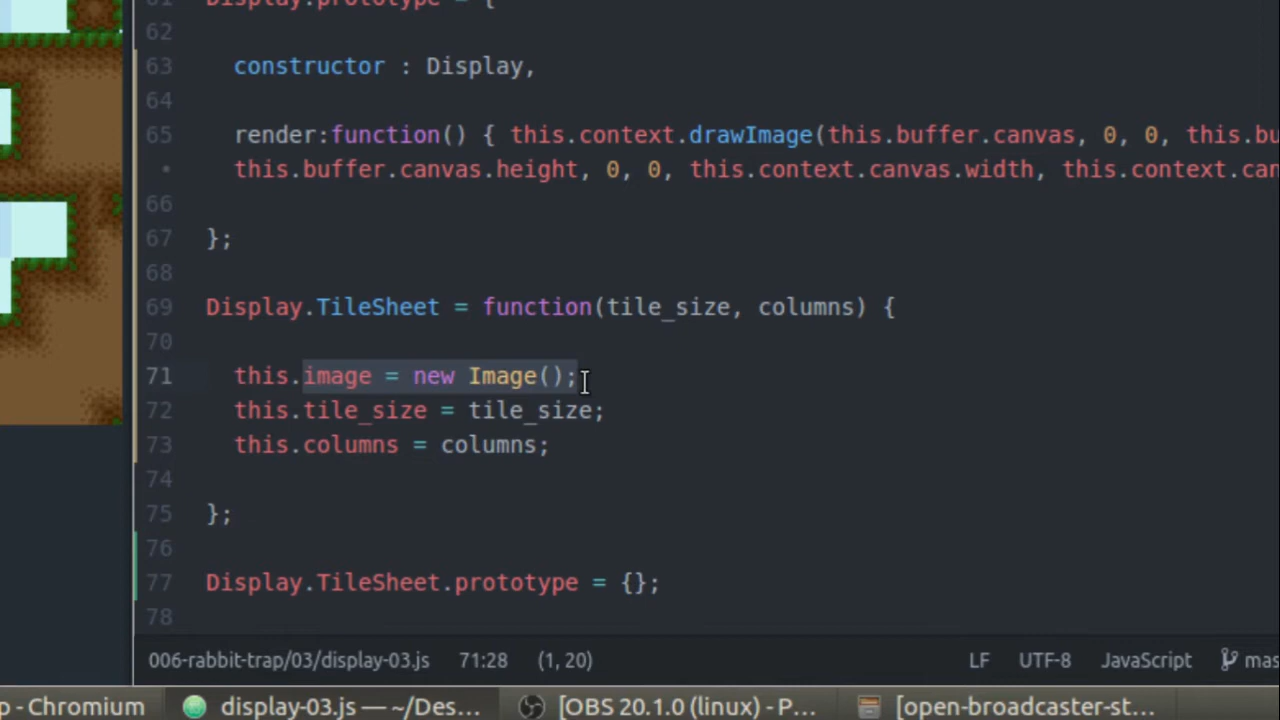 61 Display.prototype = {
62
63 constructor : Display,
64
65 render:function() { this.context.drawImage(this.buffer.canvas, 0, 0, this.bu
• this.buffer.canvas.height, 0, 0, this.context.canvas.width, this.context.can
66
67 };
68
69 Display.TileSheet = function(tile_size, columns) {
70
71 this.image = new Image();
72 this.tile_size = tile_size;
73 this.columns = columns;
74
75 };
76
77 Display.TileSheet.prototype = {};
78
006-rabbit-trap/03/display-03.js 71:28 (1, 20) LF UTF-8 JavaScript mas
p - Chromium display-03.js — ~/Des... [OBS 20.1.0 (linux) - P... [open-broadcaster-st...